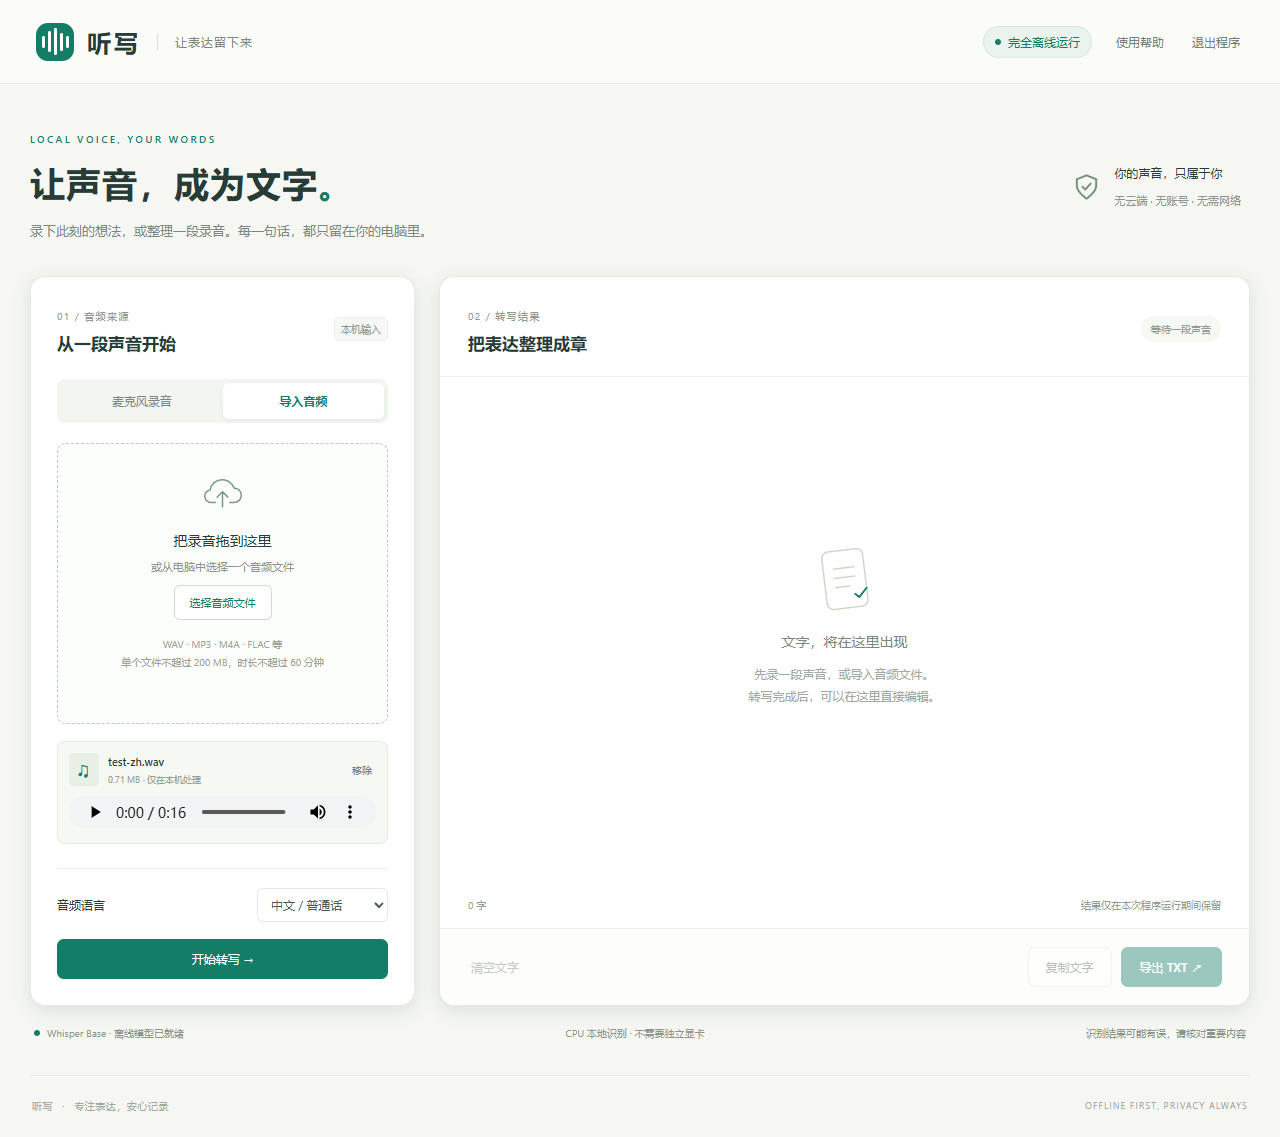 听写
让表达留下来
完全离线运行
使用帮助
退出程序
LOCAL VOICE, YOUR WORDS
让声音，成为文字。
录下此刻的想法，或整理一段录音。每一句话，都只留在你的电脑里。
你的声音，只属于你
无云端 · 无账号 · 无需网络
01 / 音频来源
从一段声音开始
本机输入
麦克风录音
导入音频
把录音拖到这里
或从电脑中选择一个音频文件
选择音频文件
WAV · MP3 · M4A · FLAC 等
单个文件不超过 200 MB，时长不超过 60 分钟
test-zh.wav
0.71 MB · 仅在本机处理
移除
0:00 / 0:16
音频语言
中文 / 普通话
开始转写 →
02 / 转写结果
把表达整理成章
等待一段声音
文字，将在这里出现
先录一段声音，或导入音频文件。
转写完成后，可以在这里直接编辑。
0 字
结果仅在本次程序运行期间保留
清空文字
复制文字
导出 TXT ↗
Whisper Base · 离线模型已就绪
CPU 本地识别 · 不需要独立显卡
识别结果可能有误，请核对重要内容
听写 · 专注表达，安心记录
OFFLINE FIRST, PRIVACY ALWAYS